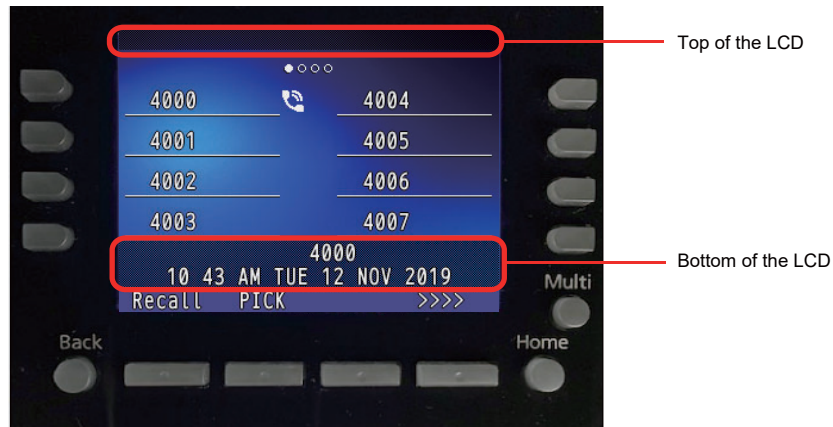 Top of the LCD
4000 4004
4001 4005
4002 4006
4003 4007
4000
10 43 AM TUE 12 NOV 2019
Bottom of the LCD
Recall PICK >>>>
Multi
Back
Home